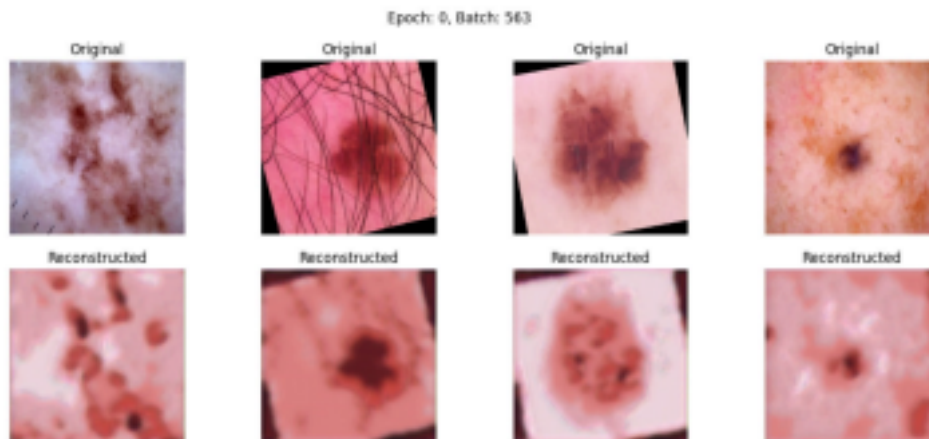 Epoch: 0, Batch: 563
Original Original Original Original
Reconstructed Reconstructed Reconstructed Reconstructed